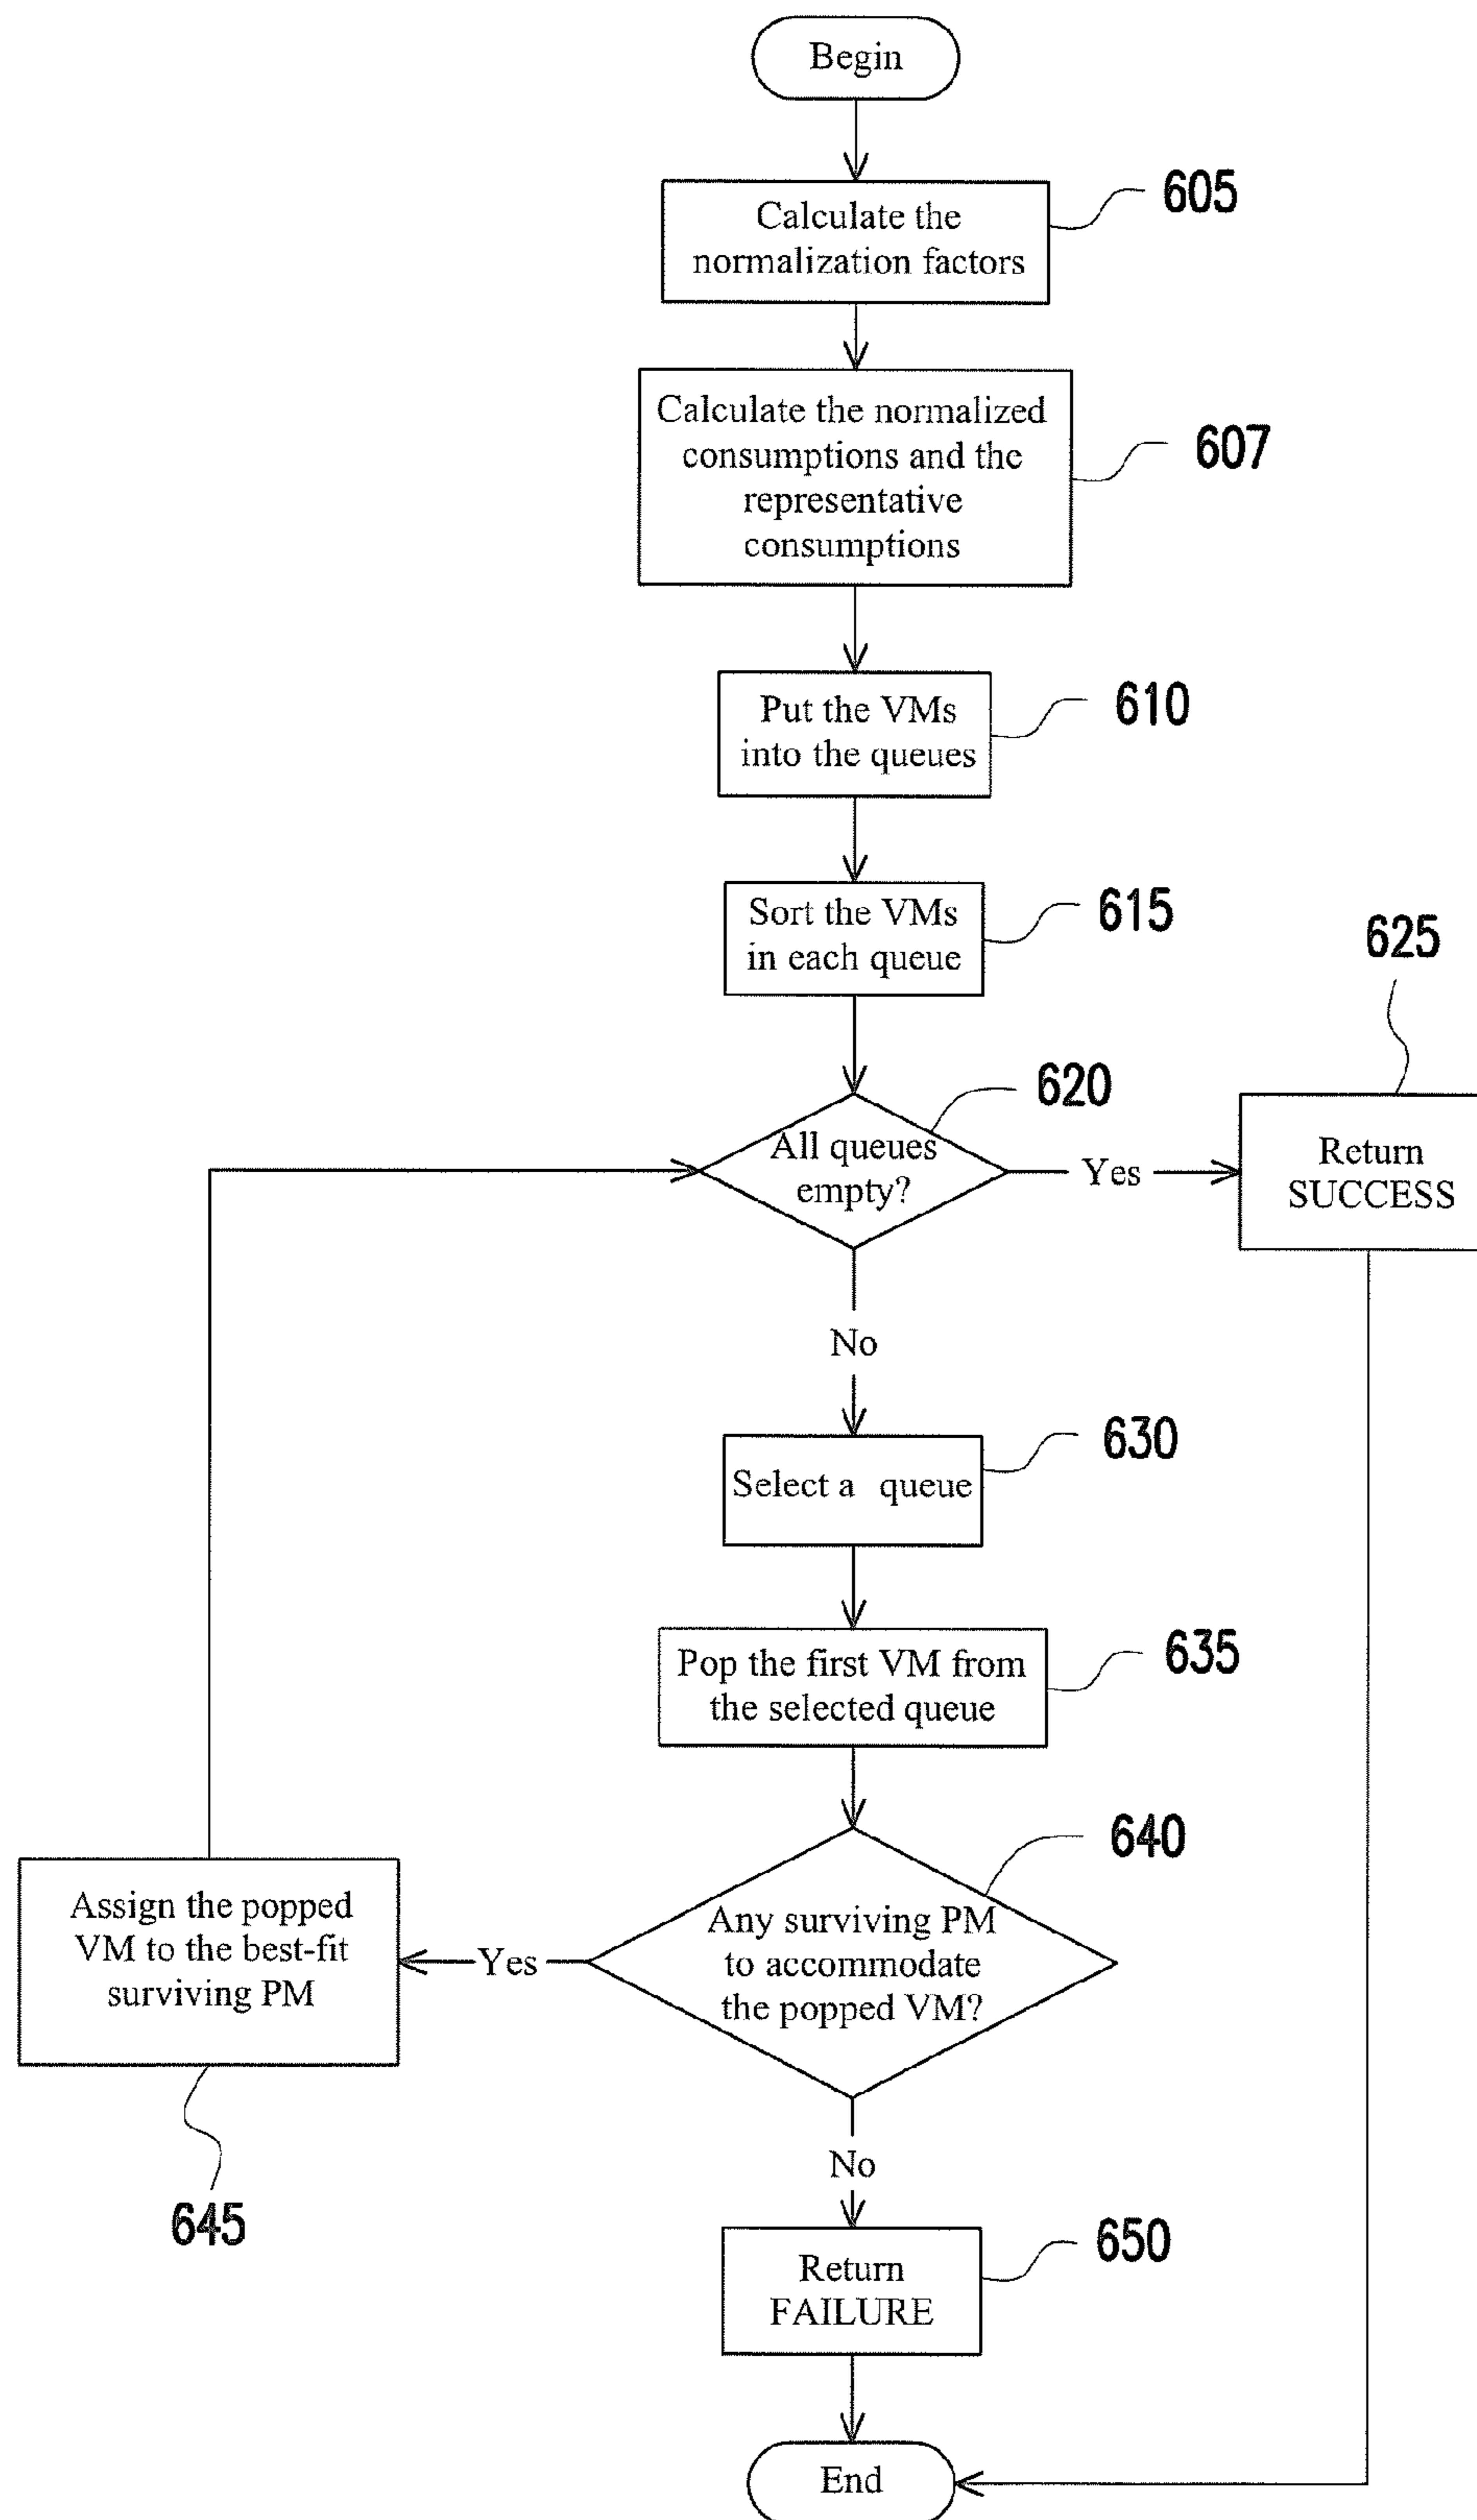 Begin
Calculate the
normalization factors
605
Calculate the normalized
consumptions and the
representative
consumptions
607
Put the VMs
into the queues
610
Sort the VMs
in each queue
615
625
620
All queues
empty?
Yes
Return
SUCCESS
No
630
Select a queue
Pop the first VM from
the selected queue
635
640
Any surviving PM
to accommodate
the popped VM?
Yes
Assign the popped
VM to the best-fit
surviving PM
645
No
650
Return
FAILURE
End